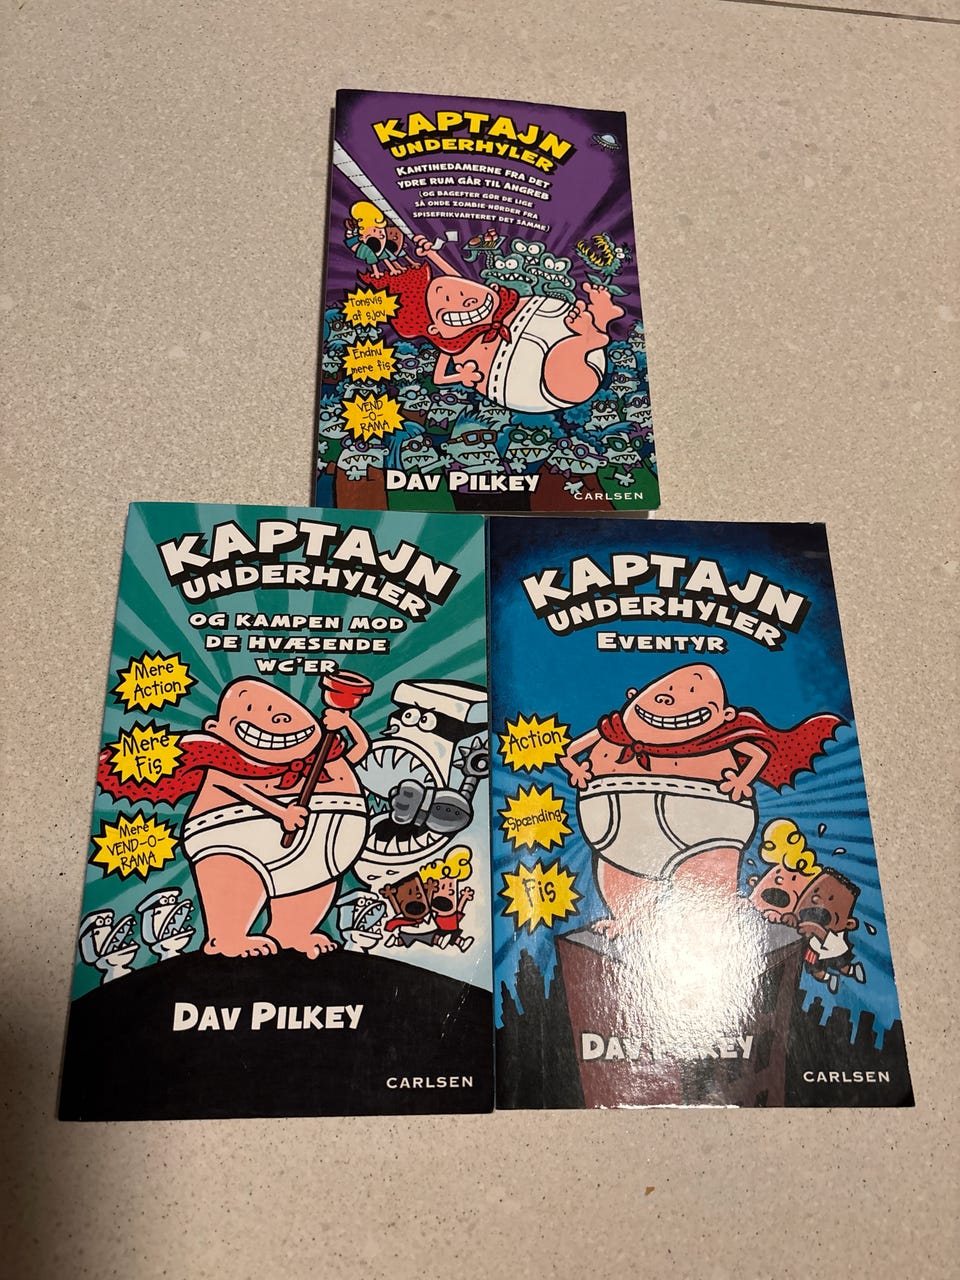 KAPTAJN
UNDERHYLER
KANTINEDAMERNE FRA DET
YDRE RUM GÅR TIL ANGREB
(OG BAGEFTER GØR DE LIGE
SÅ ONDE ZOMBIE-NØRDER FRA
SPISEFRIKVARTERET DET SAMME)
Tonsvis
af sjov
Endnu
mere fis
VEND
-O-
RAMA
DAV PILKEY
CARLSEN
KAPTAJN
UNDERHYLER
OG KAMPEN MOD
DE HVÆSENDE
WC'ER
Mere
Action
Mere
Fis
Mere
VEND-O-
RAMA
DAV PILKEY
CARLSEN
KAPTAJN
UNDERHYLER
EVENTYR
Action
Spænding
Fis
DAV PILKEY
CARLSEN